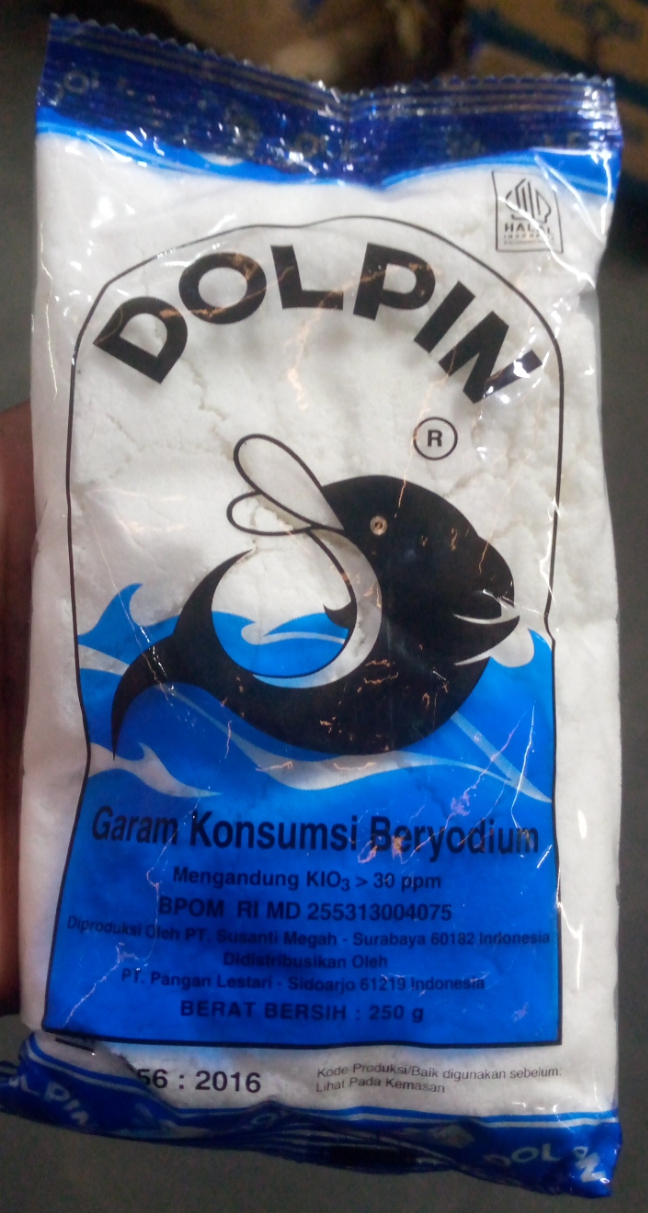 HALAL
INDONESIA
DOLPIN
R
Garam Konsumsi Beryodium
Mengandung KIO₃ > 30 ppm
BPOM RI MD 255313004075
Diproduksi Oleh PT. Susanti Megah - Surabaya 60182 Indonesia
Didistribusikan Oleh
PT. Pangan Lestari - Sidoarjo 61219 Indonesia
BERAT BERSIH : 250 g
56 : 2016
Kode Produksi/Baik digunakan sebelum:
Lihat Pada Kemasan